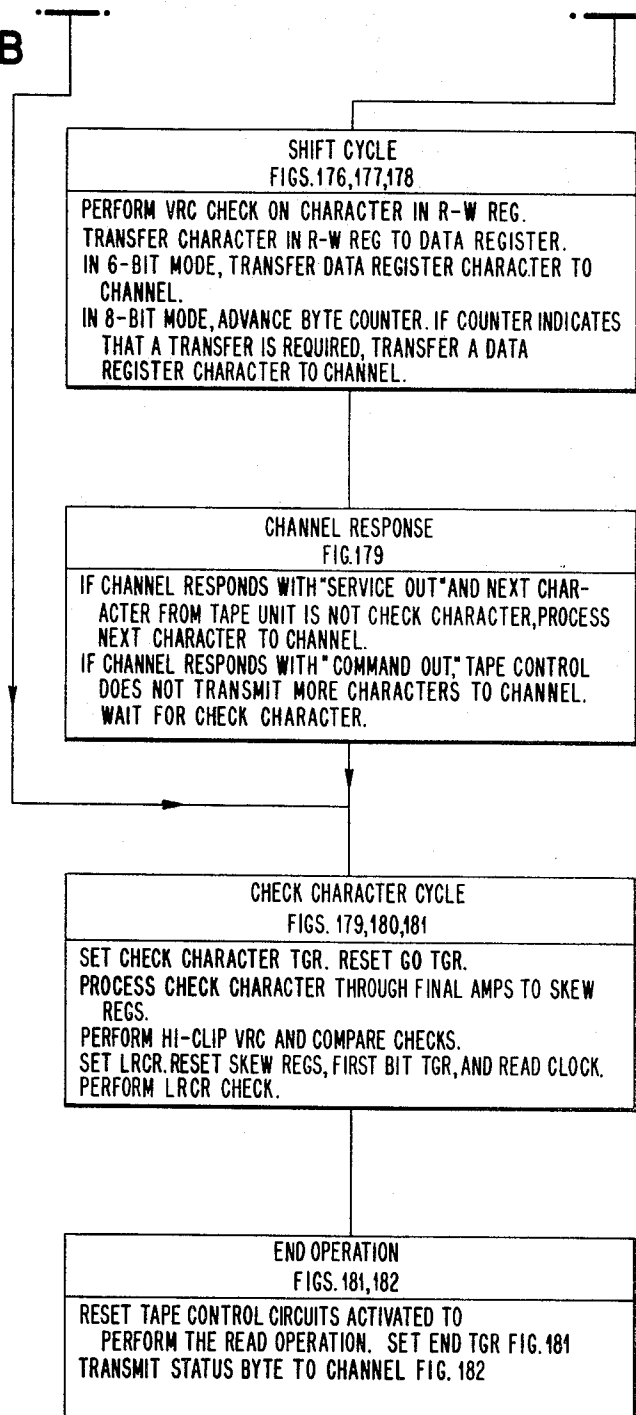 B
SHIFT CYCLE
FIGS.176,177,178
PERFORM VRC CHECK ON CHARACTER IN R-W REG.
TRANSFER CHARACTER IN R-W REG TO DATA REGISTER.
IN 6-BIT MODE, TRANSFER DATA REGISTER CHARACTER TO
CHANNEL.
IN 8-BIT MODE, ADVANCE BYTE COUNTER. IF COUNTER INDICATES
THAT A TRANSFER IS REQUIRED, TRANSFER A DATA
REGISTER CHARACTER TO CHANNEL.
CHANNEL RESPONSE
FIG.179
IF CHANNEL RESPONDS WITH "SERVICE OUT" AND NEXT CHAR-
ACTER FROM TAPE UNIT IS NOT CHECK CHARACTER, PROCESS
NEXT CHARACTER TO CHANNEL.
IF CHANNEL RESPONDS WITH "COMMAND OUT," TAPE CONTROL
DOES NOT TRANSMIT MORE CHARACTERS TO CHANNEL.
WAIT FOR CHECK CHARACTER.
CHECK CHARACTER CYCLE
FIGS. 179,180,181
SET CHECK CHARACTER TGR. RESET GO TGR.
PROCESS CHECK CHARACTER THROUGH FINAL AMPS TO SKEW
REGS.
PERFORM HI-CLIP VRC AND COMPARE CHECKS.
SET LRCR. RESET SKEW REGS, FIRST BIT TGR, AND READ CLOCK.
PERFORM LRCR CHECK.
END OPERATION
FIGS. 181,182
RESET TAPE CONTROL CIRCUITS ACTIVATED TO
PERFORM THE READ OPERATION. SET END TGR FIG.181
TRANSMIT STATUS BYTE TO CHANNEL FIG. 182